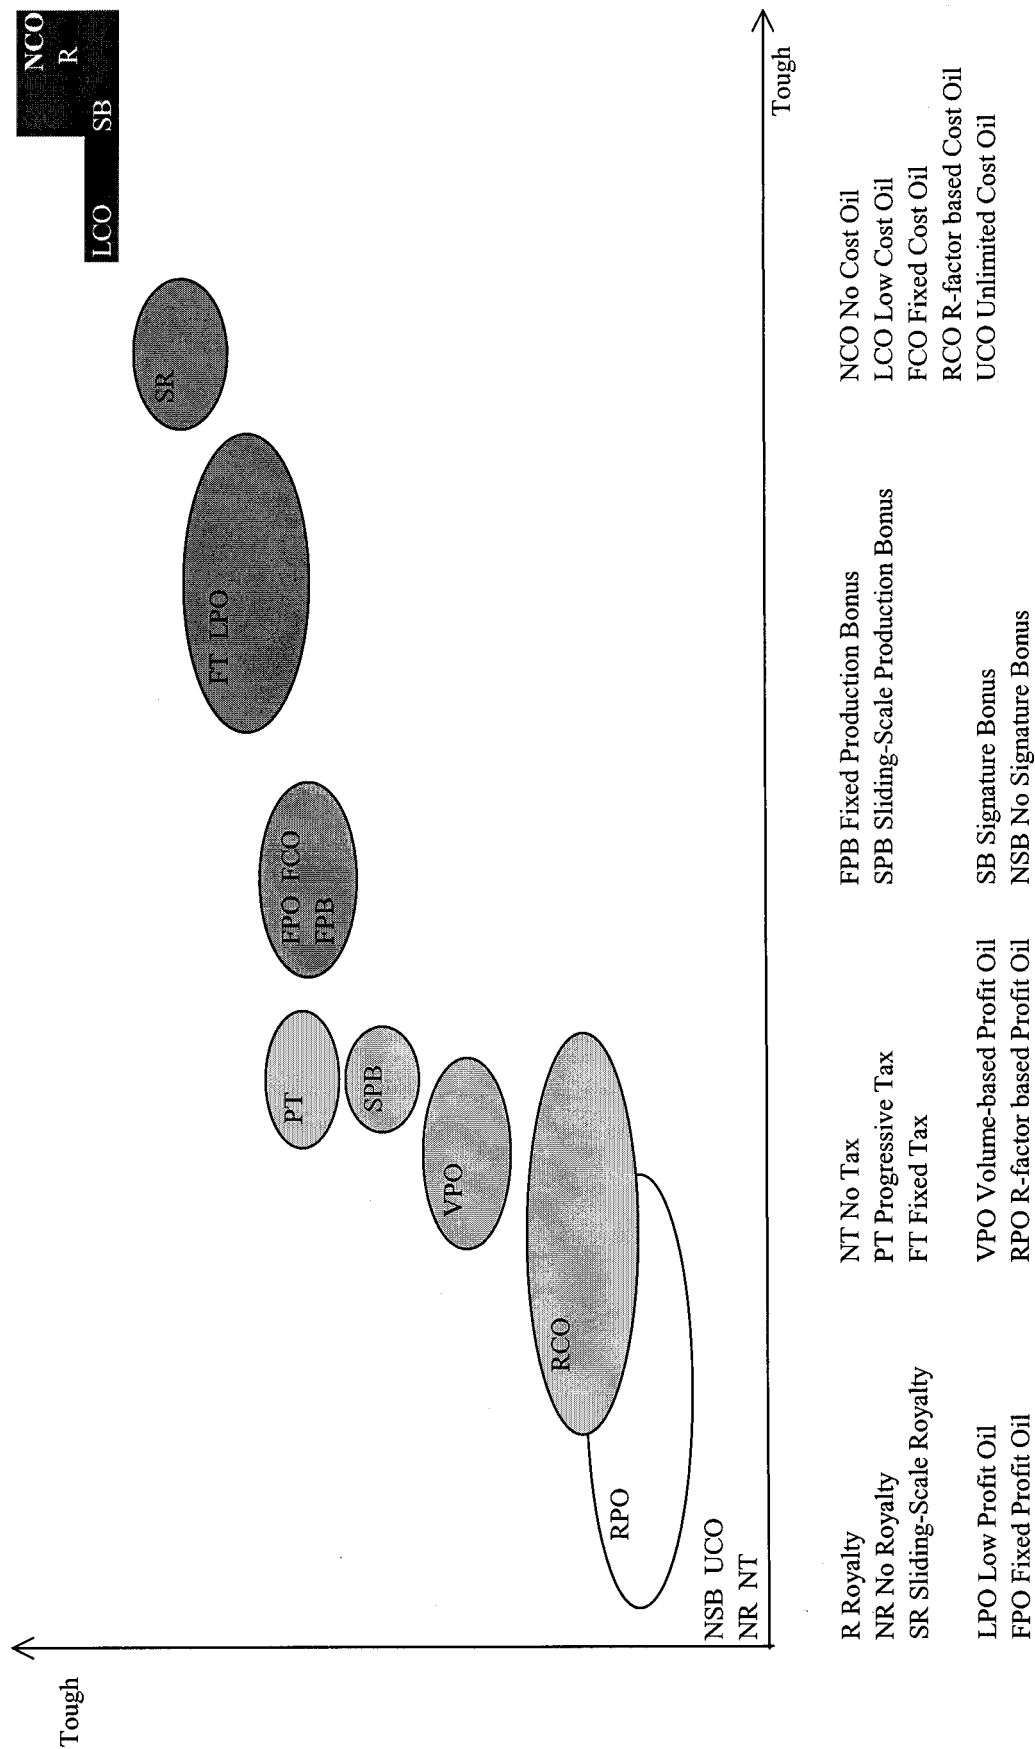 Tough
NCO
R
LCO SB
SR
FT LPO
FPO FCO
FPB
PT
SPB
VPO
RCO
RPO
NSB UCO
NR NT
Tough
R Royalty NT No Tax FPB Fixed Production Bonus NCO No Cost Oil
NR No Royalty PT Progressive Tax SPB Sliding-Scale Production Bonus LCO Low Cost Oil
SR Sliding-Scale Royalty FT Fixed Tax FCO Fixed Cost Oil
RCO R-factor based Cost Oil
LPO Low Profit Oil VPO Volume-based Profit Oil SB Signature Bonus UCO Unlimited Cost Oil
FPO Fixed Profit Oil RPO R-factor based Profit Oil NSB No Signature Bonus